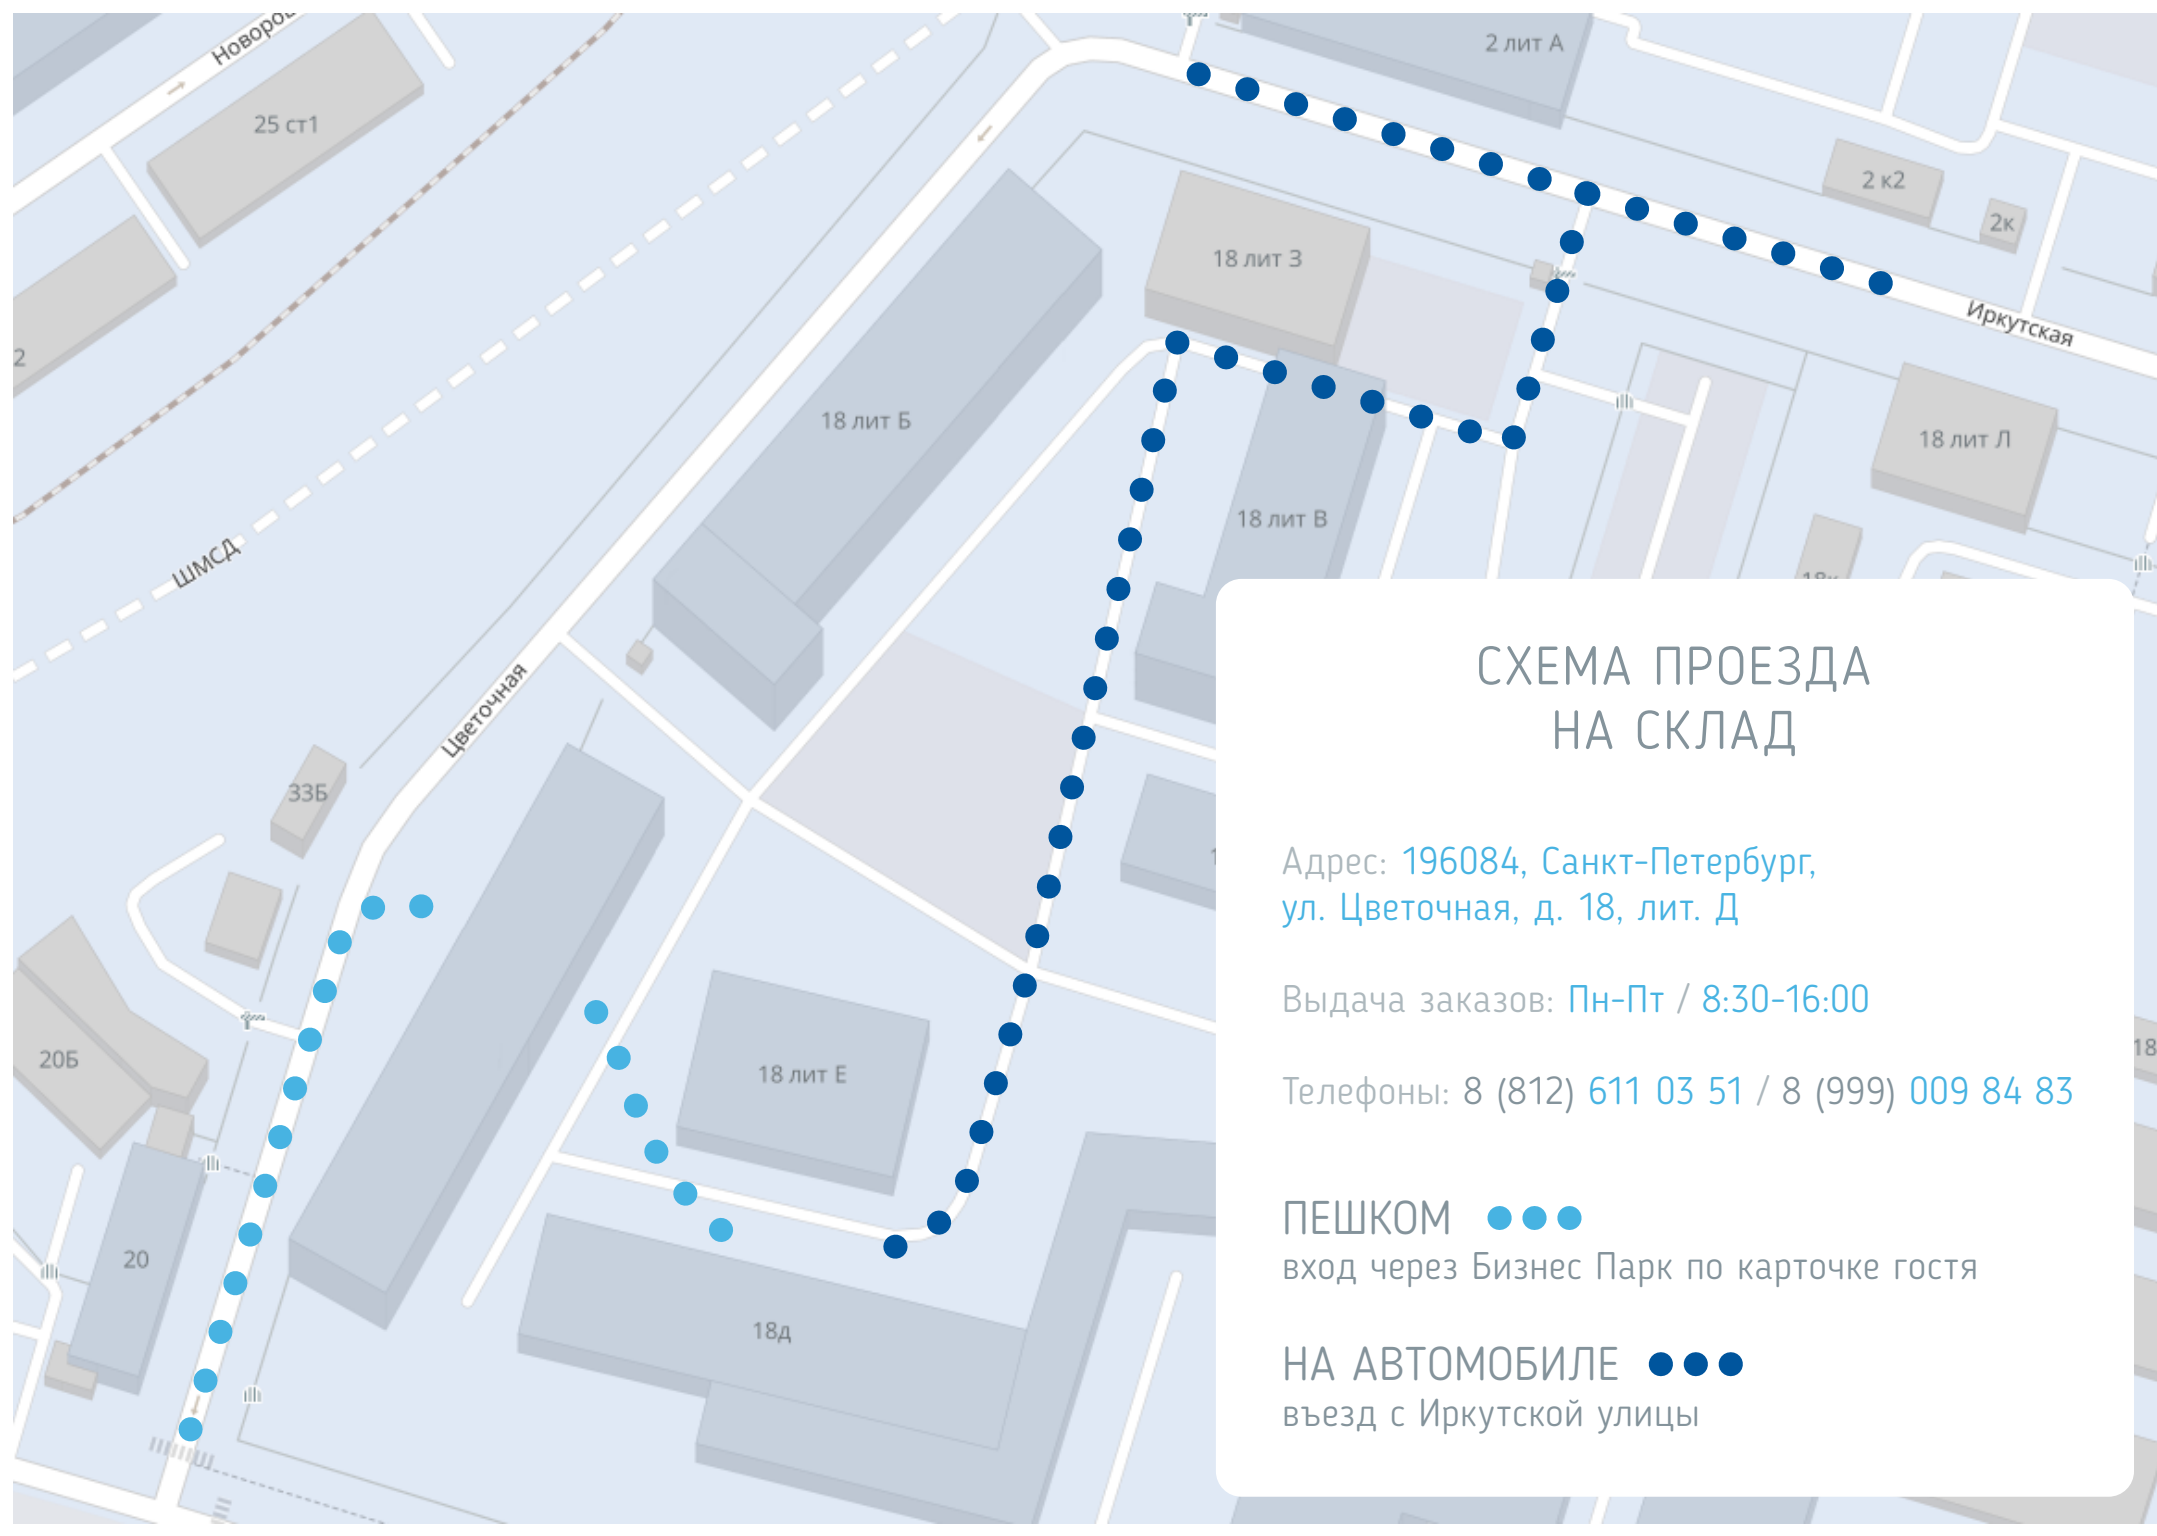 Новоров
2 лит А
25 ст1
2 к2
2к
18 лит З
Иркутская
2
18 лит Б
18 лит Л
18 лит В
ШМСД
Цветочная
33Б
20Б
18 лит Е
20
18д
18
СХЕМА ПРОЕЗДА
НА СКЛАД
Адрес: 196084, Санкт-Петербург,
ул. Цветочная, д. 18, лит. Д
Выдача заказов: Пн-Пт / 8:30-16:00
Телефоны: 8 (812) 611 03 51 / 8 (999) 009 84 83
ПЕШКОМ
вход через Бизнес Парк по карточке гостя
НА АВТОМОБИЛЕ
въезд с Иркутской улицы